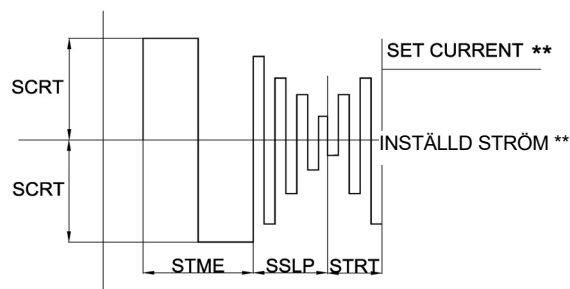 SET CURRENT **
SCRT
INSTÄLLD STRÖM **
SCRT
STME
SSLP
STRT